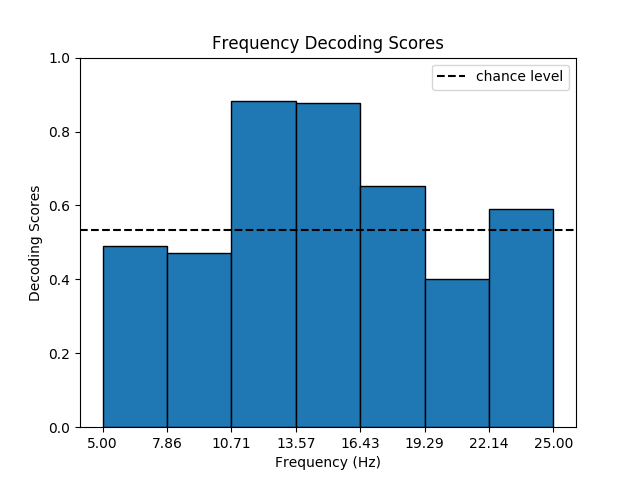 Frequency Decoding Scores
1.0
chance level
0.8
0.6
Decoding Scores
0.4
0.2
0.0
5.00 7.86 10.71 13.57 16.43 19.29 22.14 25.00
Frequency (Hz)